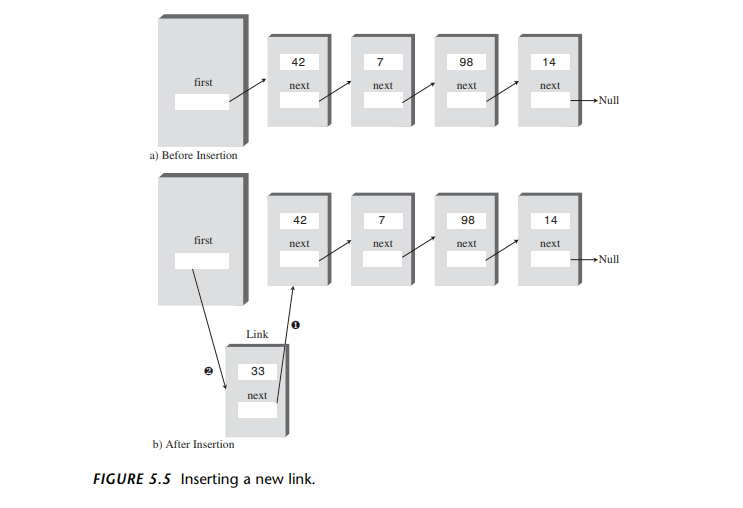 42 7 98 14
first next next next next
Null
a) Before Insertion
42 7 98 14
first next next next next
Null
❶
Link
❷ 33
next
b) After Insertion
FIGURE 5.5 Inserting a new link.